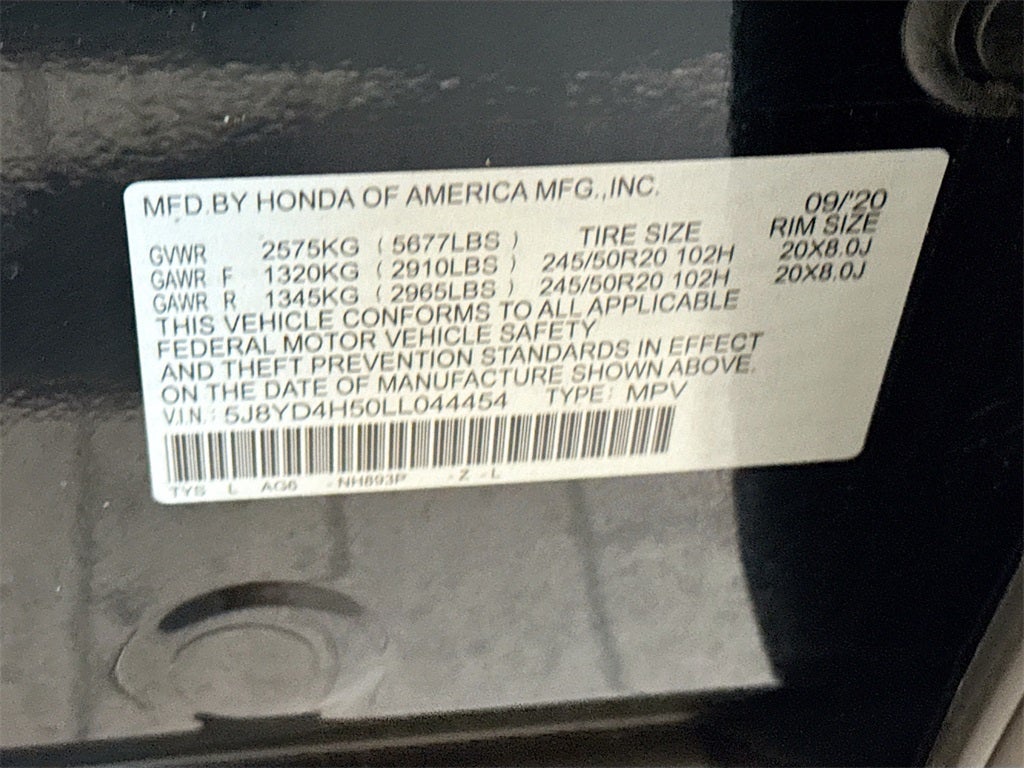 MFD.BY HONDA OF AMERICA MFG.,INC. 09/'20
TIRE SIZE RIM SIZE
GVWR 2575KG ( 5677LBS )
GAWR F 1320KG ( 2910LBS ) 245/50R20 102H 20X8.0J
GAWR R 1345KG ( 2965LBS ) 245/50R20 102H 20X8.0J
THIS VEHICLE CONFORMS TO ALL APPLICABLE
FEDERAL MOTOR VEHICLE SAFETY
AND THEFT PREVENTION STANDARDS IN EFFECT
ON THE DATE OF MANUFACTURE SHOWN ABOVE.
V.I.N.: 5J8YD4H50LL044454 TYPE: MPV
TYS L AG6 -NH893P -Z -L